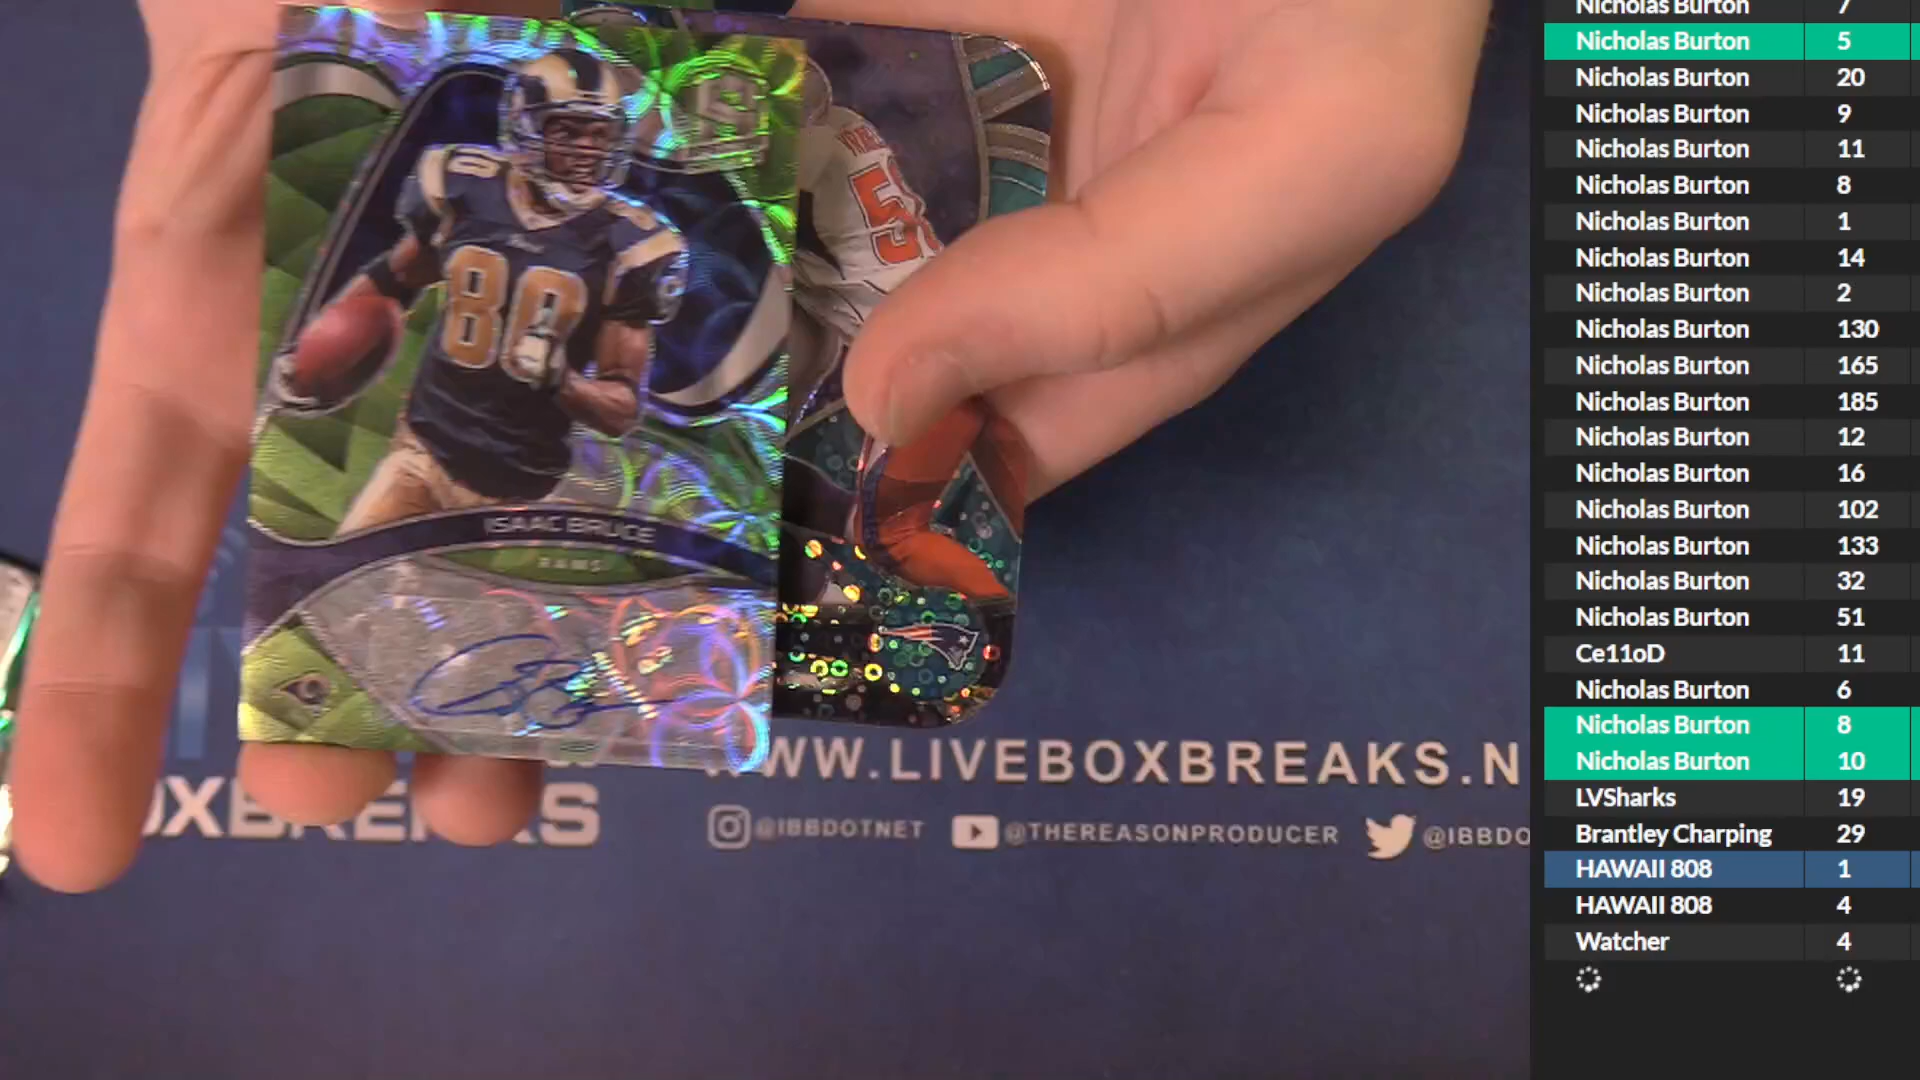 80
80
ISAAC BRUCE
RAMS
WWW.LIVEBOXBREAKS.N
OXBREAKS
@IBBDOTNET
@THEREASONPRODUCER
@IBBDO
Nicholas Burton 7
Nicholas Burton 5
Nicholas Burton 20
Nicholas Burton 9
Nicholas Burton 11
Nicholas Burton 8
Nicholas Burton 1
Nicholas Burton 14
Nicholas Burton 2
Nicholas Burton 130
Nicholas Burton 165
Nicholas Burton 185
Nicholas Burton 12
Nicholas Burton 16
Nicholas Burton 102
Nicholas Burton 133
Nicholas Burton 32
Nicholas Burton 51
Ce11oD 11
Nicholas Burton 6
Nicholas Burton 8
Nicholas Burton 10
LVSharks 19
Brantley Charping 29
HAWAII 808 1
HAWAII 808 4
Watcher 4